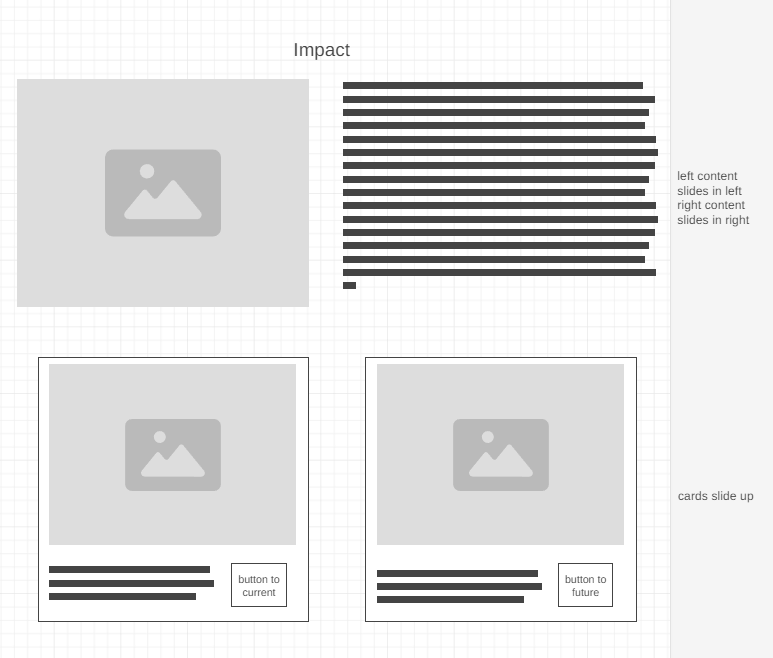 Impact
left content
slides in left
right content
slides in right
cards slide up
button to
current
button to
future